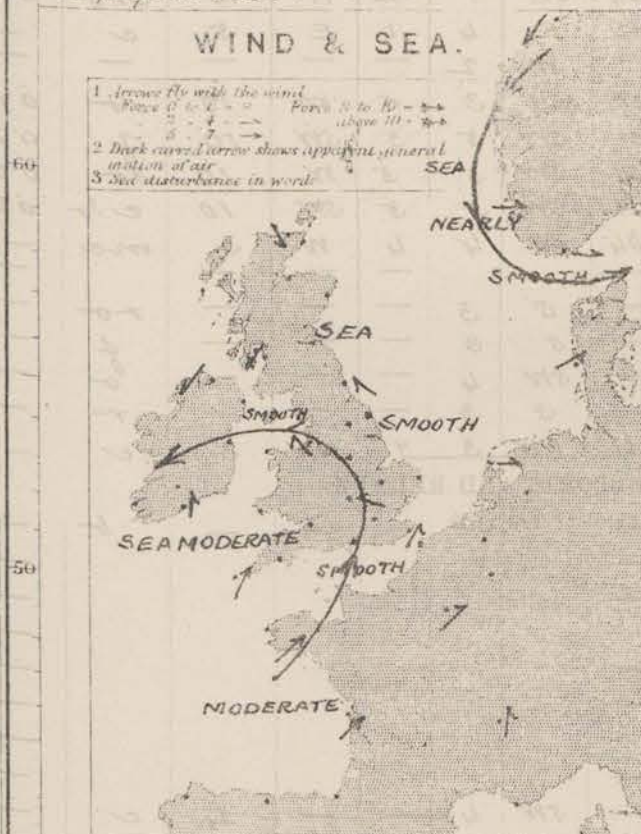 WIND & SEA.
1 Arrows fly with the wind
Force 0 to 1 - ○ Force 8 to 10 -
2 - 4 - above 10 -
5 - 7 -
2 Dark curved arrow shows apparent general
motion of air
3 Sea disturbance in words
60
SEA
NEARLY
SMOOTH
SEA
SMOOTH
SMOOTH
SEA MODERATE
50
SMOOTH
MODERATE